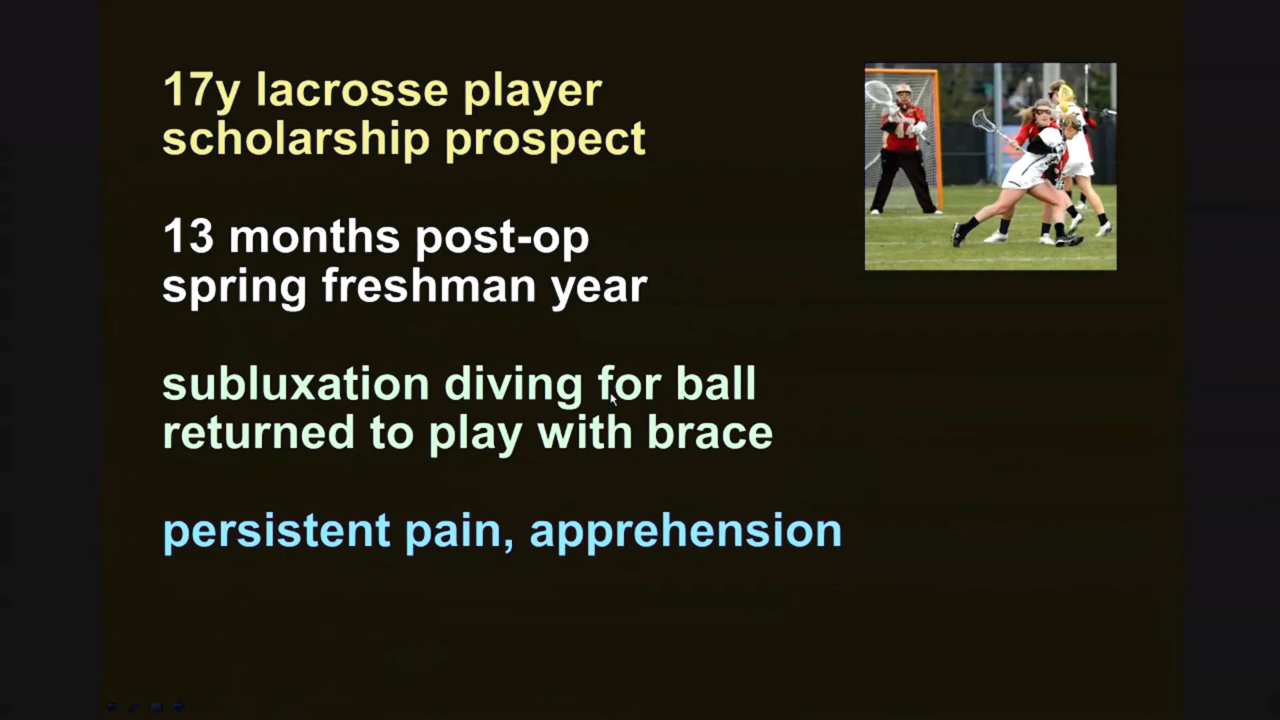 17y lacrosse player
scholarship prospect
13 months post-op
spring freshman year
subluxation diving for ball
returned to play with brace
persistent pain, apprehension